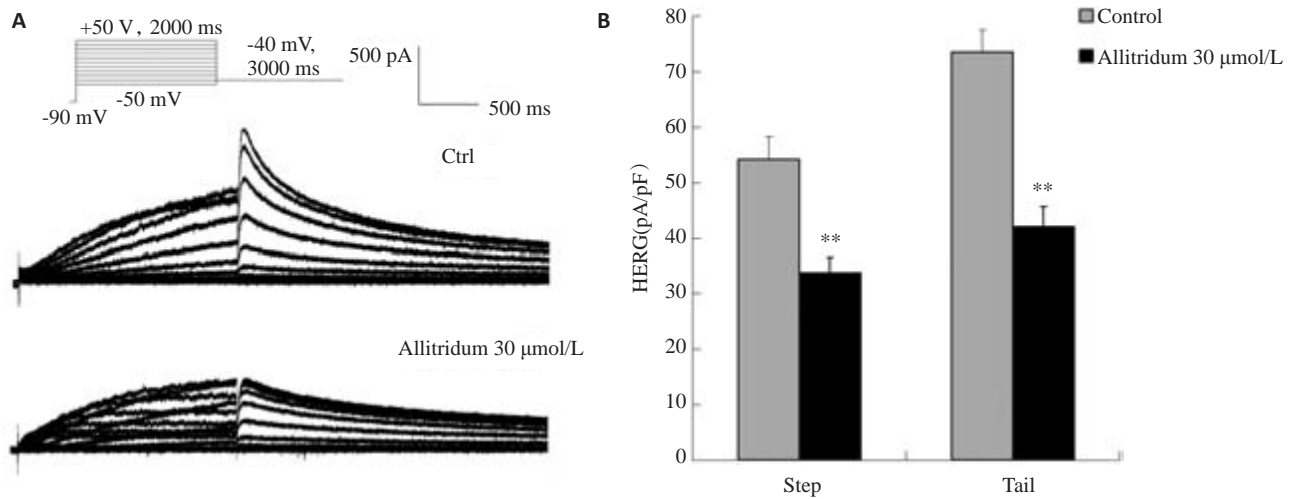 A
+50 V, 2000 ms
-40 mV,
3000 ms
-50 mV
-90 mV
500 pA
500 ms
Ctrl
Allitridum 30 μmol/L
B
HERG(pA/pF)
80
70
60
50
40
30
20
10
0
**
**
Step
Tail
Control
Allitridum 30 μmol/L